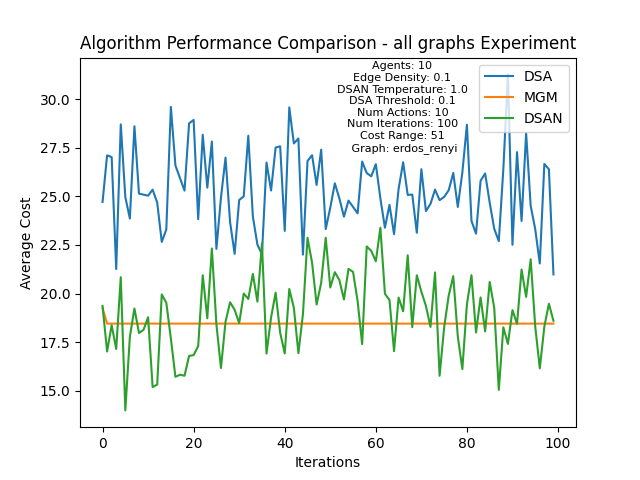 Algorithm Performance Comparison - all graphs Experiment
Agents: 10
Edge Density: 0.1
DSAN Temperature: 1.0
DSA Threshold: 0.1
Num Actions: 10
Num Iterations: 100
Cost Range: 51
Graph: erdos_renyi
DSA
MGM
DSAN
Average Cost
30.0
27.5
25.0
22.5
20.0
17.5
15.0
0 20 40 60 80 100
Iterations